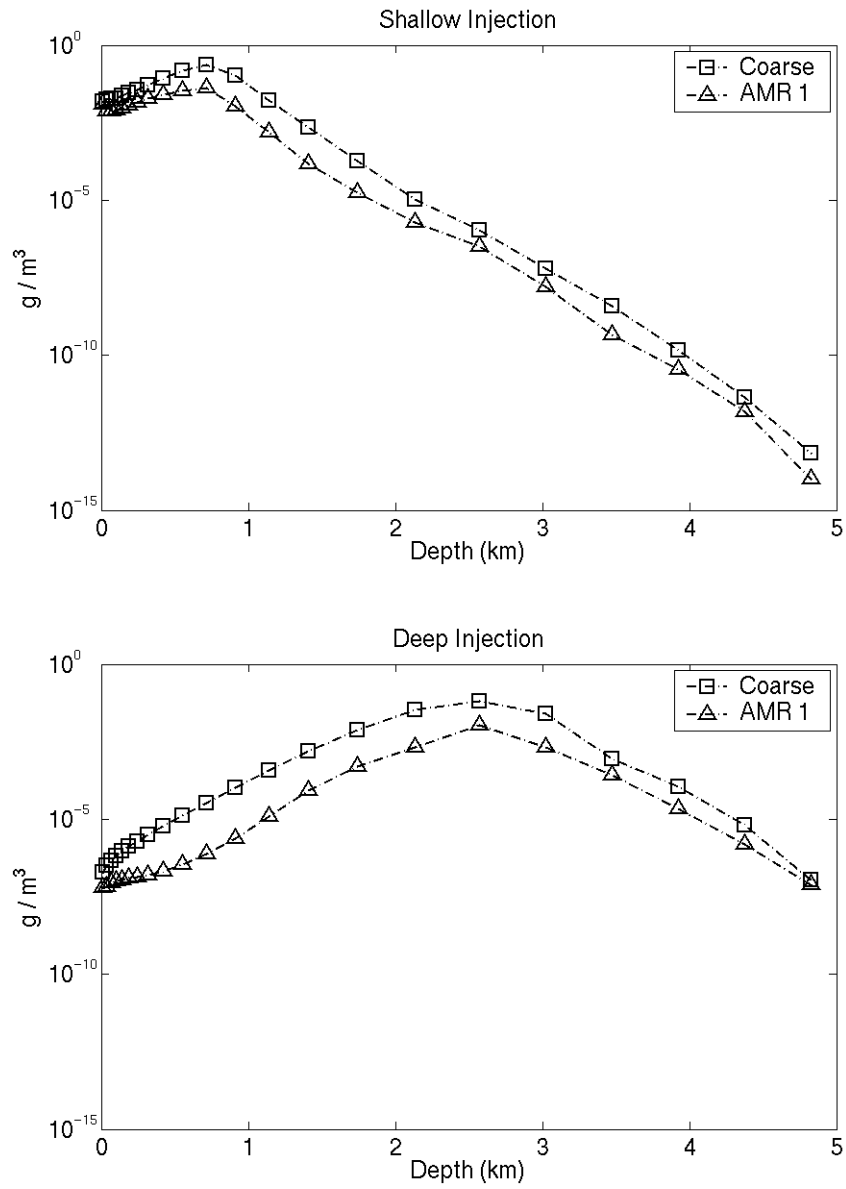 Shallow Injection
10^0
10^-5
10^-10
10^-15
g / m^3
Coarse
AMR 1
0 1 2 3 4 5
Depth (km)
Deep Injection
10^0
10^-5
10^-10
10^-15
g / m^3
Coarse
AMR 1
0 1 2 3 4 5
Depth (km)